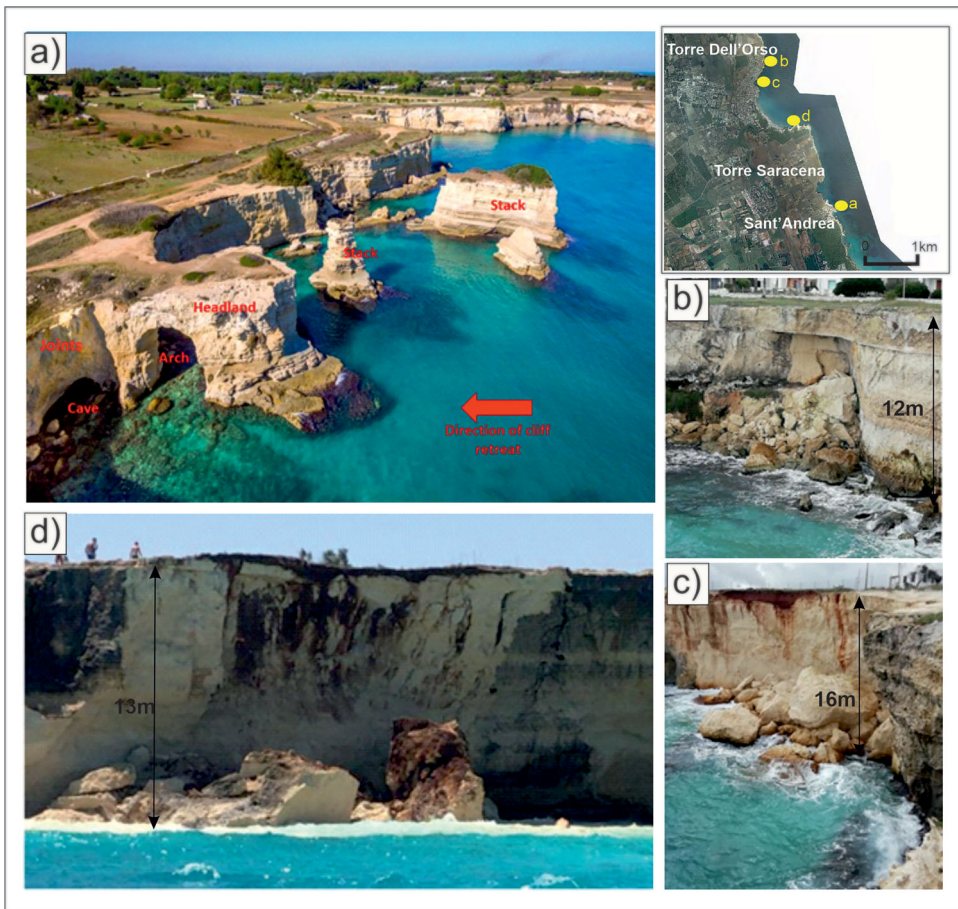 a)
Stack
Stack
Headland
Joints
Arch
Cave
Direction of cliff
retreat
Torre Dell'Orso
b
c
d
Torre Saracena
a
Sant'Andrea
0
1km
b)
12m
d)
13m
c)
16m